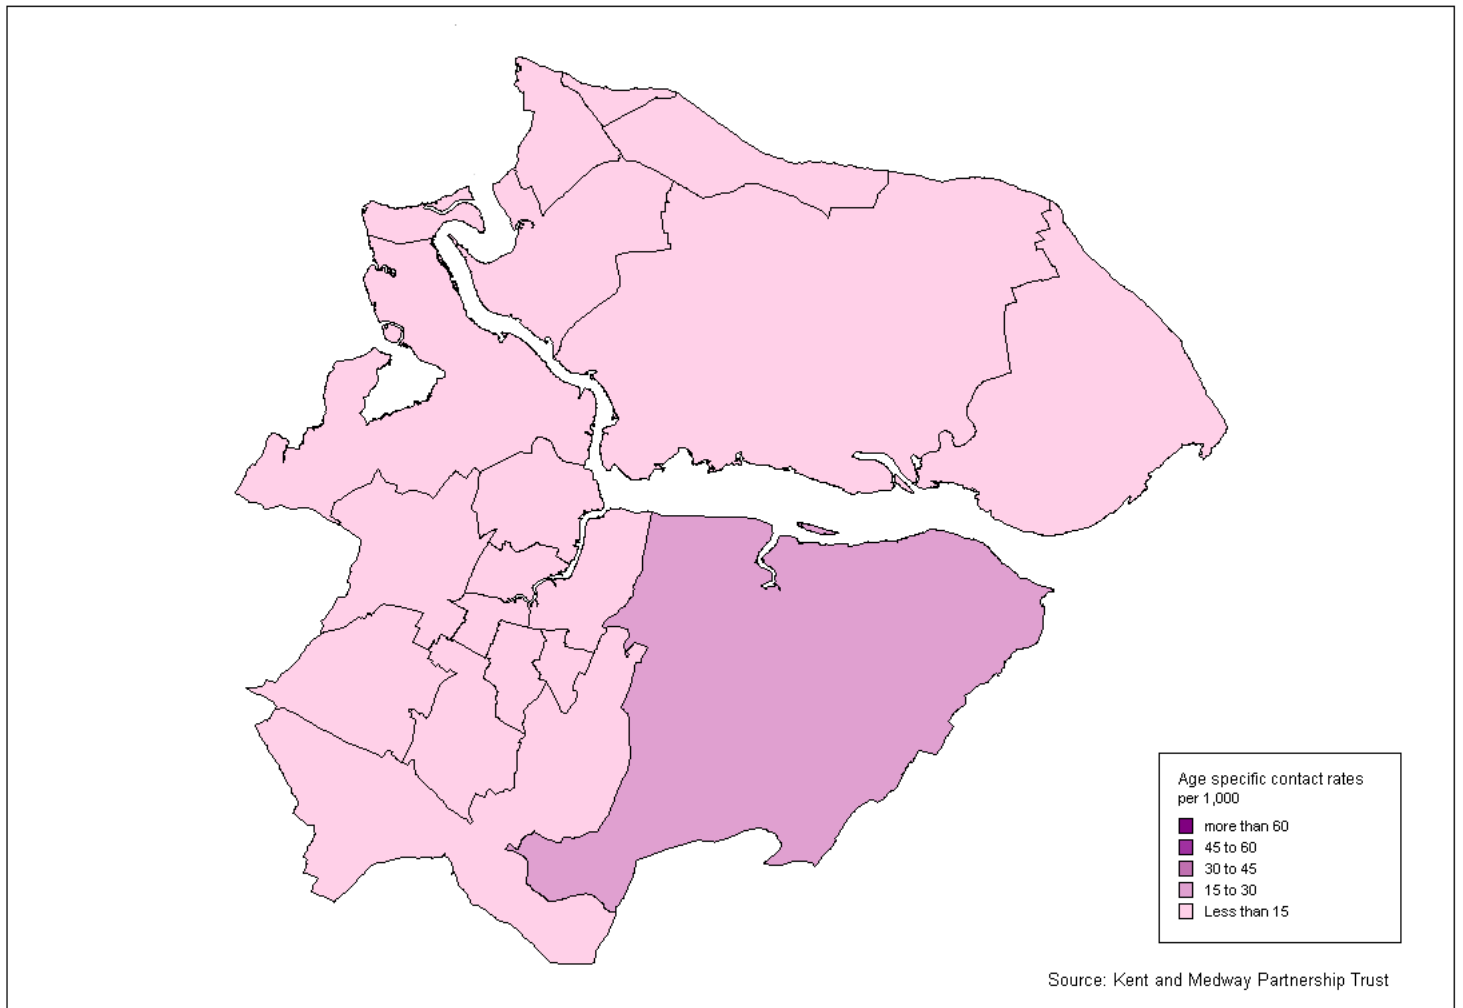 Age specific contact rates
per 1,000
more than 60
45 to 60
30 to 45
15 to 30
Less than 15
Source: Kent and Medway Partnership Trust